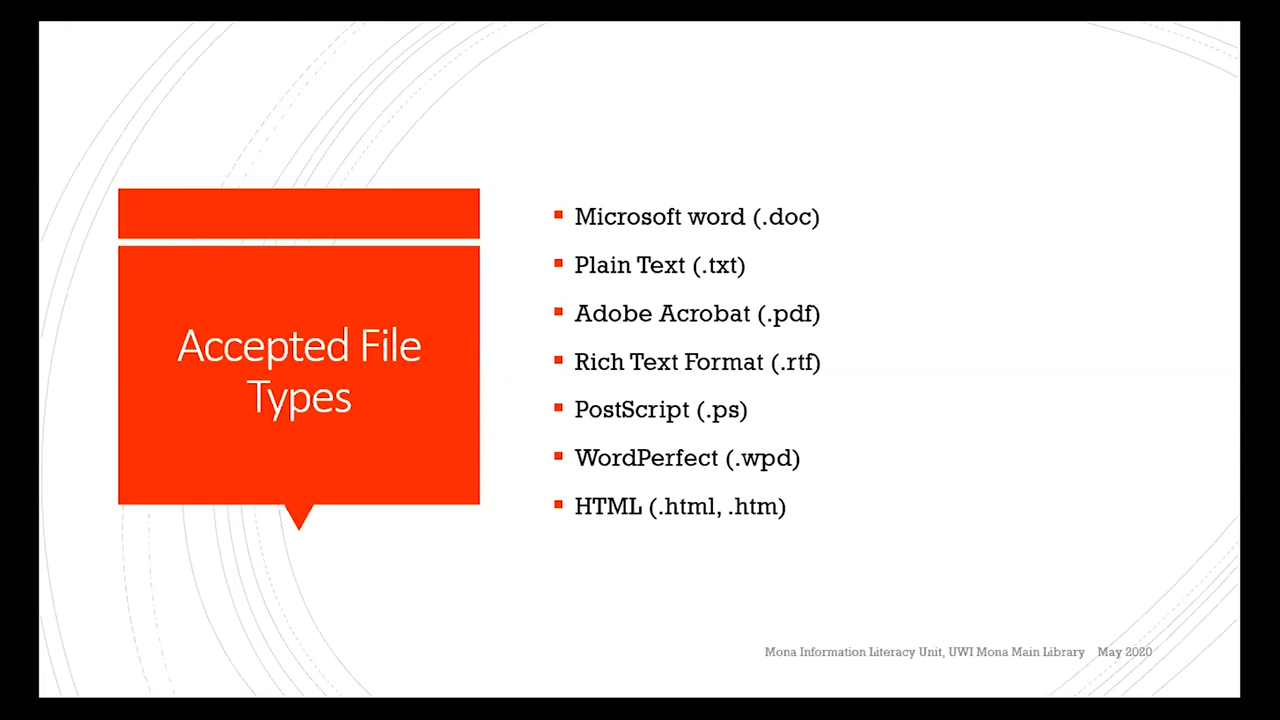 Accepted File
Types
Microsoft word (.doc)
Plain Text (.txt)
Adobe Acrobat (.pdf)
Rich Text Format (.rtf)
PostScript (.ps)
WordPerfect (.wpd)
HTML (.html, .htm)
Mona Information Literacy Unit, UWI Mona Main Library May 2020